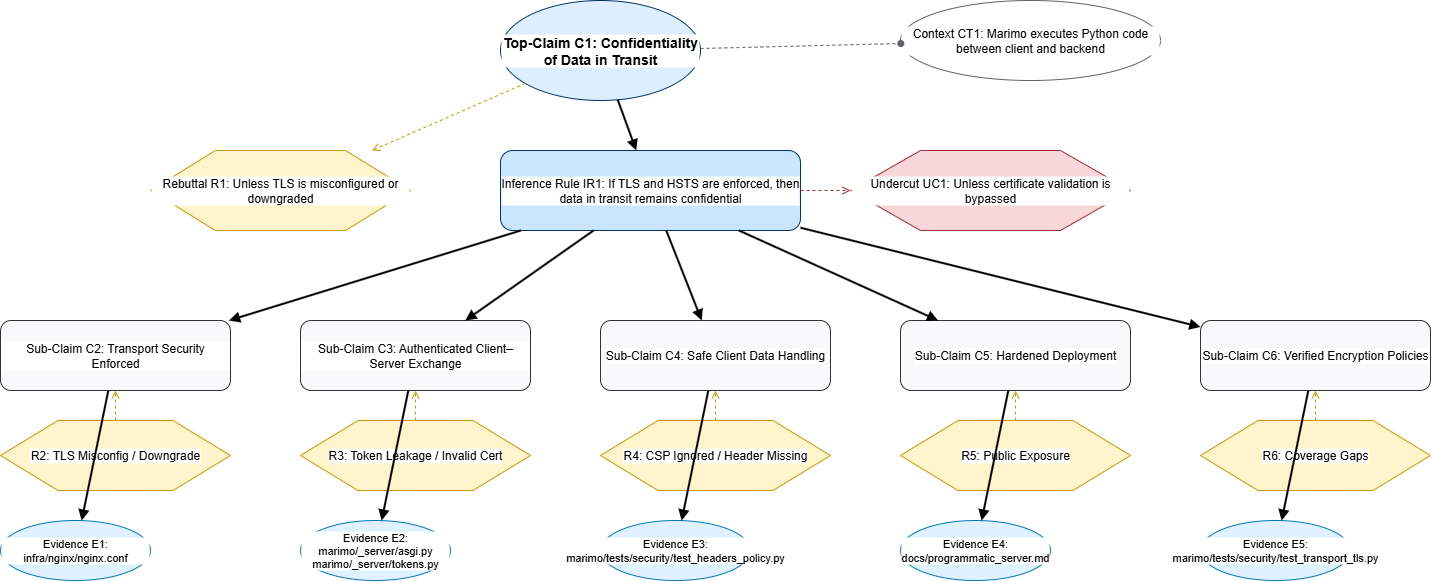 Top-Claim C1: Confidentiality
of Data in Transit
Context CT1: Marimo executes Python code
between client and backend
Rebuttal R1: Unless TLS is misconfigured or
downgraded
Inference Rule IR1: If TLS and HSTS are enforced, then
data in transit remains confidential
Undercut UC1: Unless certificate validation is
bypassed
Sub-Claim C2: Transport Security
Enforced
Sub-Claim C3: Authenticated Client–
Server Exchange
Sub-Claim C4: Safe Client Data Handling
Sub-Claim C5: Hardened Deployment
Sub-Claim C6: Verified Encryption Policies
R2: TLS Misconfig / Downgrade
R3: Token Leakage / Invalid Cert
R4: CSP Ignored / Header Missing
R5: Public Exposure
R6: Coverage Gaps
Evidence E1:
infra/nginx/nginx.conf
Evidence E2:
marimo/_server/asgi.py
marimo/_server/tokens.py
Evidence E3:
marimo/tests/security/test_headers_policy.py
Evidence E4:
docs/programmatic_server.md
Evidence E5:
marimo/tests/security/test_transport_tls.py